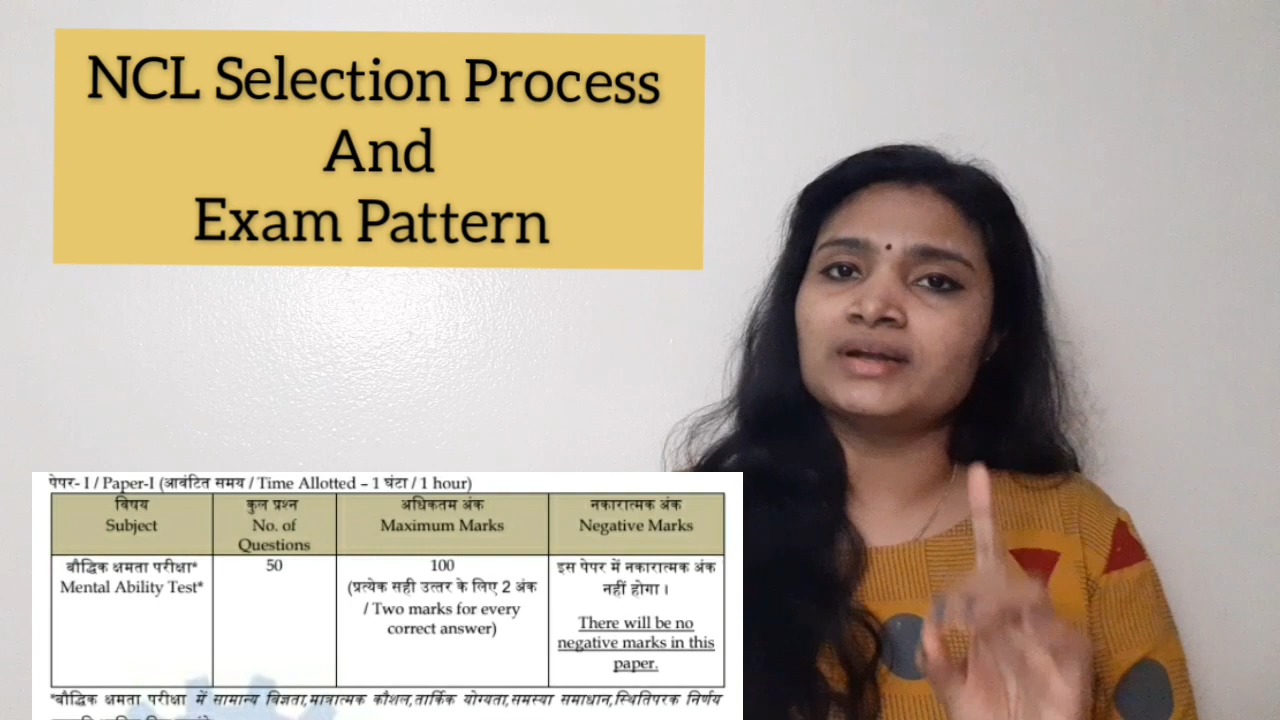 NCL Selection Process
And
Exam Pattern
पेपर- I / Paper-I (आवंटित समय / Time Allotted – 1 घंटा / 1 hour)
विषय
Subject
कुल प्रश्न
No. of
Questions
अधिकतम अंक
Maximum Marks
नकारात्मक अंक
Negative Marks
बौद्धिक क्षमता परीक्षा*
Mental Ability Test*
50
100
(प्रत्येक सही उत्तर के लिए 2 अंक
/ Two marks for every
correct answer)
इस पेपर में नकारात्मक अंक
नहीं होगा ।
There will be no
negative marks in this
paper.
*बौद्धिक क्षमता परीक्षा में सामान्य विज्ञता,मात्रात्मक कौशल,तार्किक योग्यता,समस्या समाधान,स्थितिपरक निर्णय